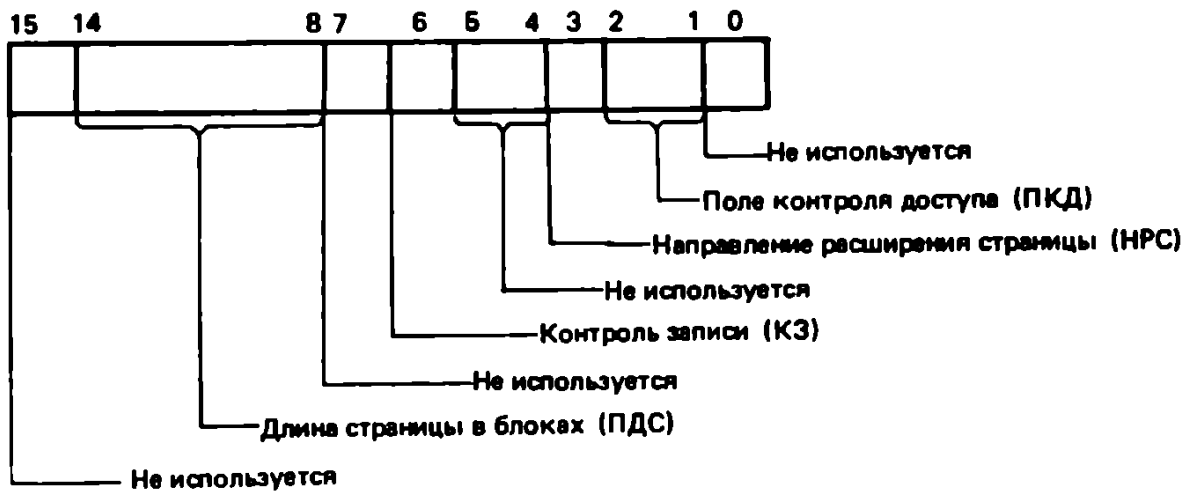 15 14 8 7 6 5 4 3 2 1 0
Не используется
Поле контроля доступа (ПКД)
Направление расширения страницы (НРС)
Не используется
Контроль записи (КЗ)
Не используется
Длина страницы в блоках (ПДС)
Не используется